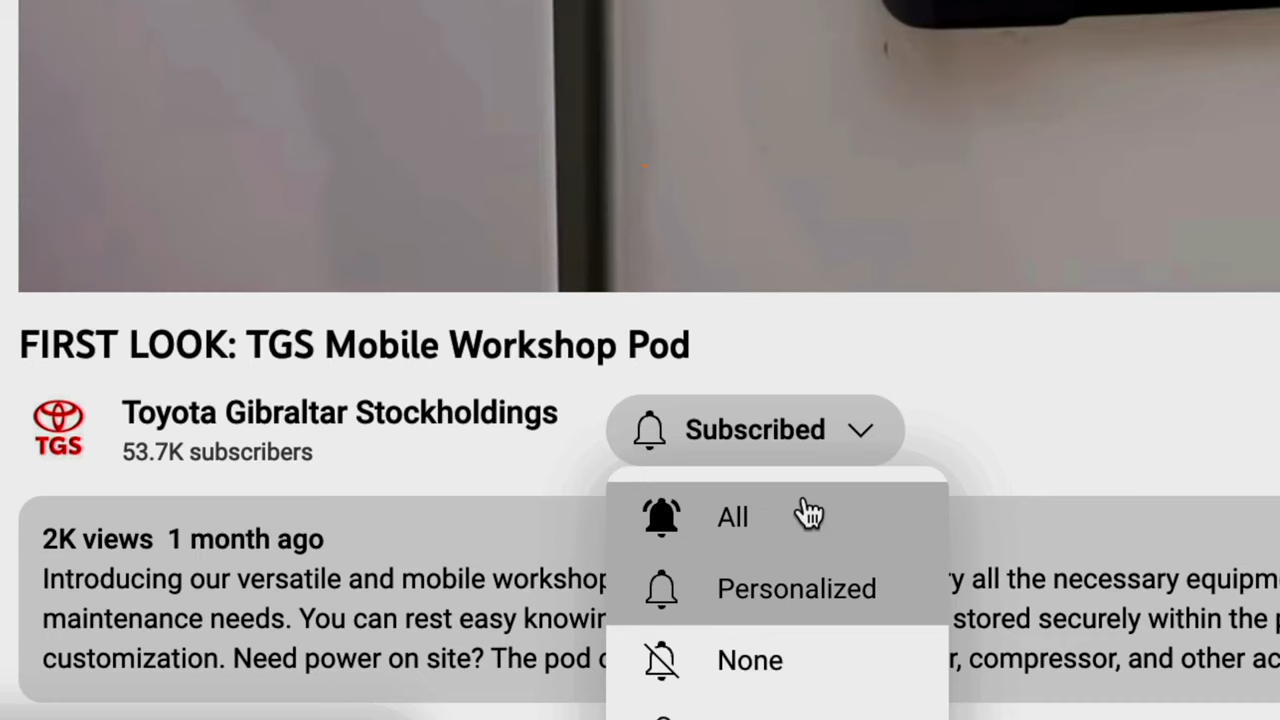 FIRST LOOK: TGS Mobile Workshop Pod
Toyota Gibraltar Stockholdings
TGS
53.7K subscribers
Subscribed
All
Personalized
None
2K views 1 month ago
Introducing our versatile and mobile workshop y all the necessary equipm
maintenance needs. You can rest easy knowin stored securely within the p
customization. Need power on site? The pod r, compressor, and other ac